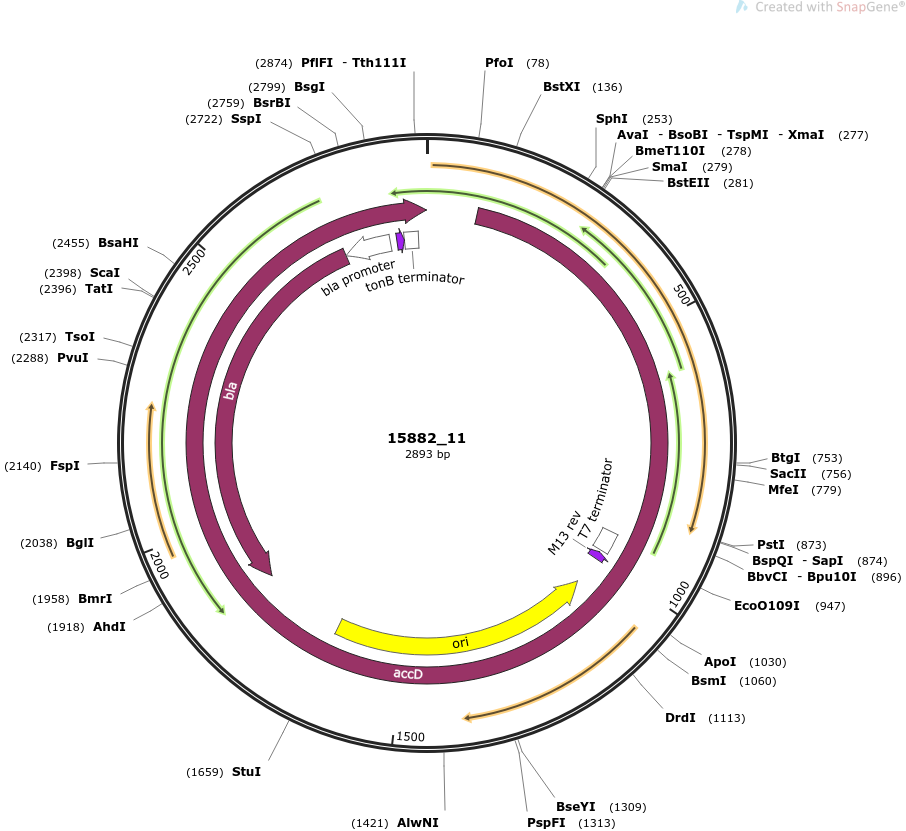 Created with SnapGene®
(2874) PflFI - Tth111I
PfoI (78)
(2799) BsgI
BstXI (136)
(2759) BsrBI
(2722) SspI
SphI (253)
AvaI - BsoBI - TspMI - XmaI (277)
BmeT110I (278)
SmaI (279)
BstEII (281)
(2455) BsaHI
(2398) ScaI
(2396) TatI
2500
bla promoter
tonB terminator
500
(2317) TsoI
(2288) PvuI
bla
15882_11
2893 bp
(2140) FspI
BtgI (753)
SacII (756)
MfeI (779)
T7 terminator
M13 rev
(2038) BglI
PstI (873)
BspQI - SapI (874)
BbvCI - Bpu10I (896)
2000
(1958) BmrI
1000
EcoO109I (947)
(1918) AhdI
ori
accD
ApoI (1030)
BsmI (1060)
DrdI (1113)
1500
(1659) StuI
BseYI (1309)
(1421) AlwNI
PspFI (1313)